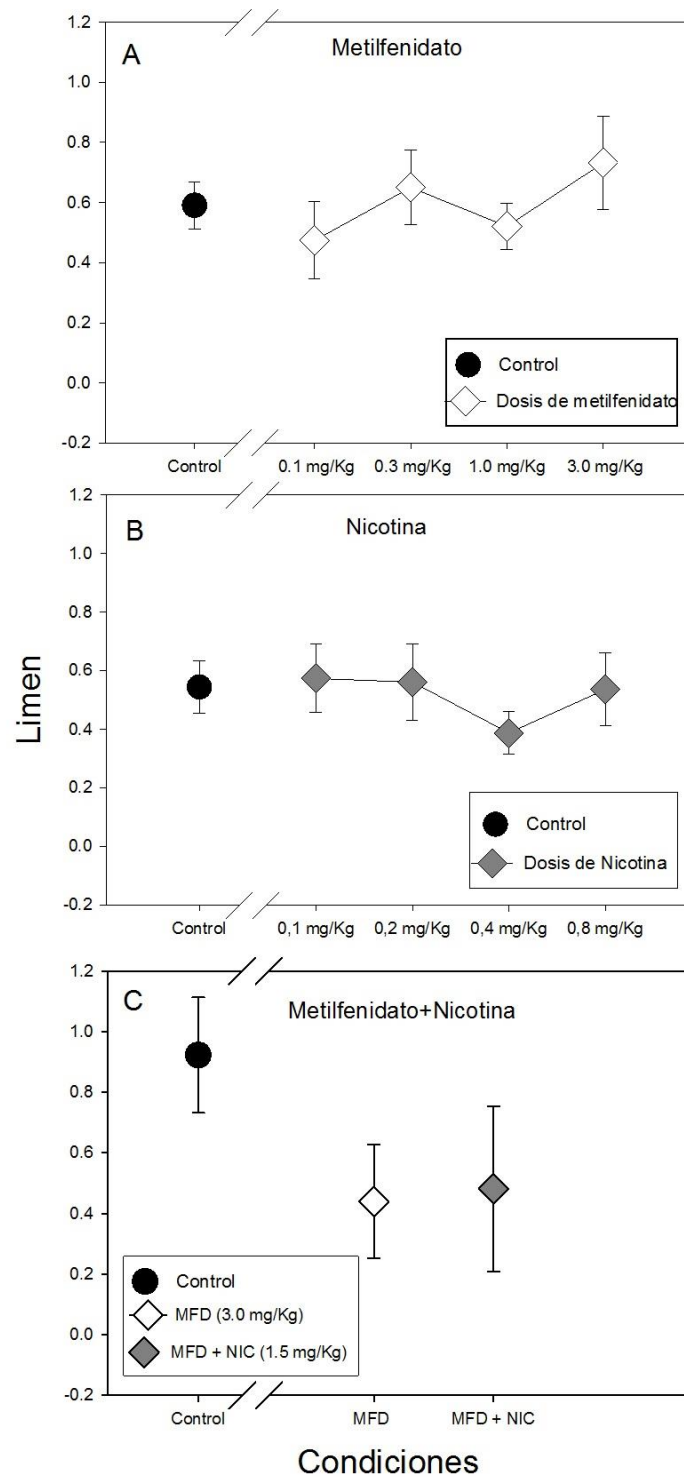 1.2
A
Metilfenidato
1.0
0.8
0.6
0.4
0.2
Control
0.0
Dosis de metilfenidato
-0.2
Control 0.1 mg/Kg 0.3 mg/Kg 1.0 mg/Kg 3.0 mg/Kg
1.2
B
Nicotina
1.0
0.8
0.6
Limen
0.4
0.2
Control
0.0
Dosis de Nicotina
-0.2
Control 0,1 mg/Kg 0,2 mg/Kg 0,4 mg/Kg 0,8 mg/Kg
1.2
C
Metilfenidato+Nicotina
1.0
0.8
0.6
0.4
0.2
Control
MFD (3.0 mg/Kg)
0.0
MFD + NIC (1.5 mg/Kg)
-0.2
Control MFD MFD + NIC
Condiciones